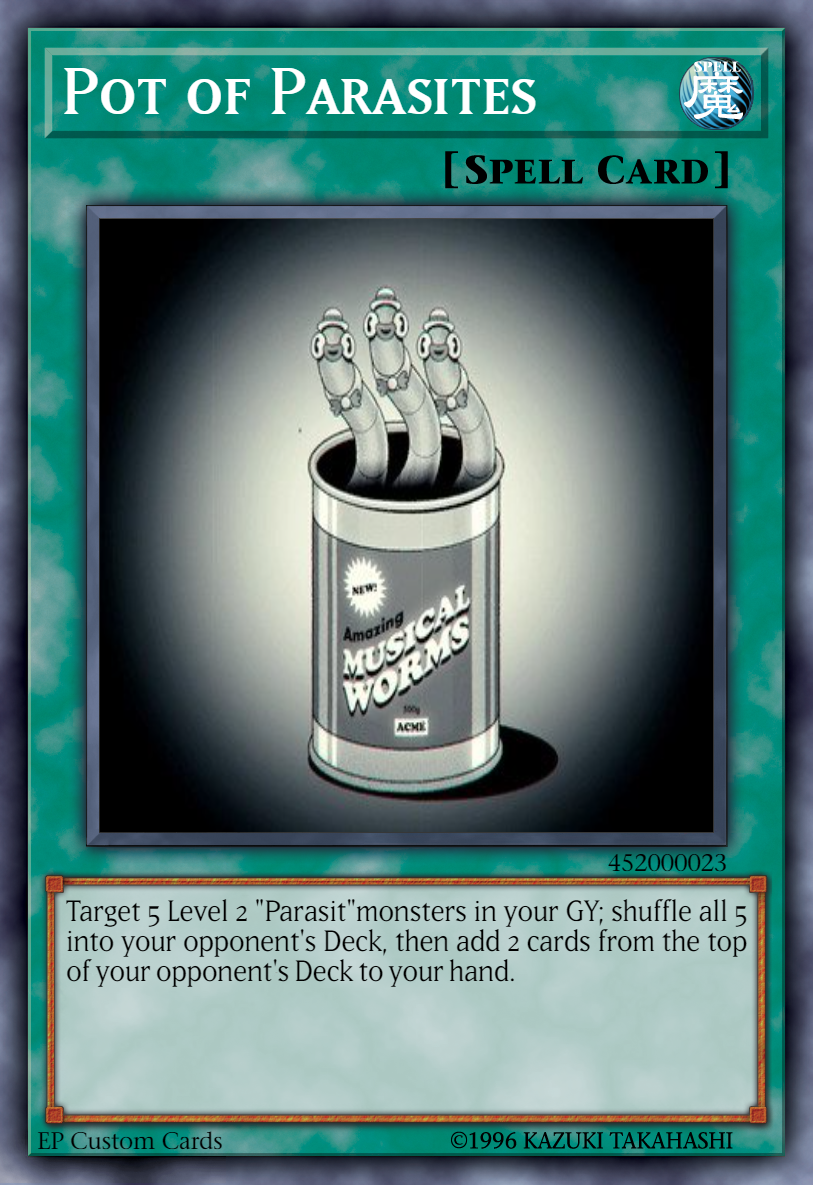 POT OF PARASITES
SPELL
魔
[SPELL CARD]
NEW!
Amazing
MUSICAL
WORMS
500g
ACME
452000023
Target 5 Level 2 "Parasit"monsters in your GY; shuffle all 5
into your opponent's Deck, then add 2 cards from the top
of your opponent's Deck to your hand.
EP Custom Cards
©1996 KAZUKI TAKAHASHI